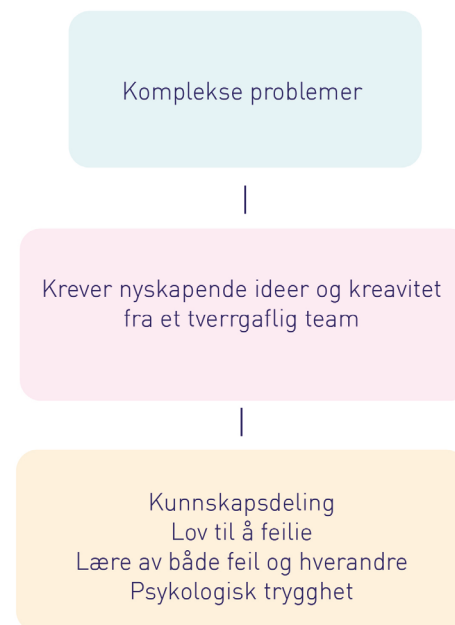 Komplekse problemer
Krever nyskapende ideer og kreavitet
fra et tverrgaflig team
Kunnskapsdeling
Lov til å feilie
Lære av både feil og hverandre
Psykologisk trygghet